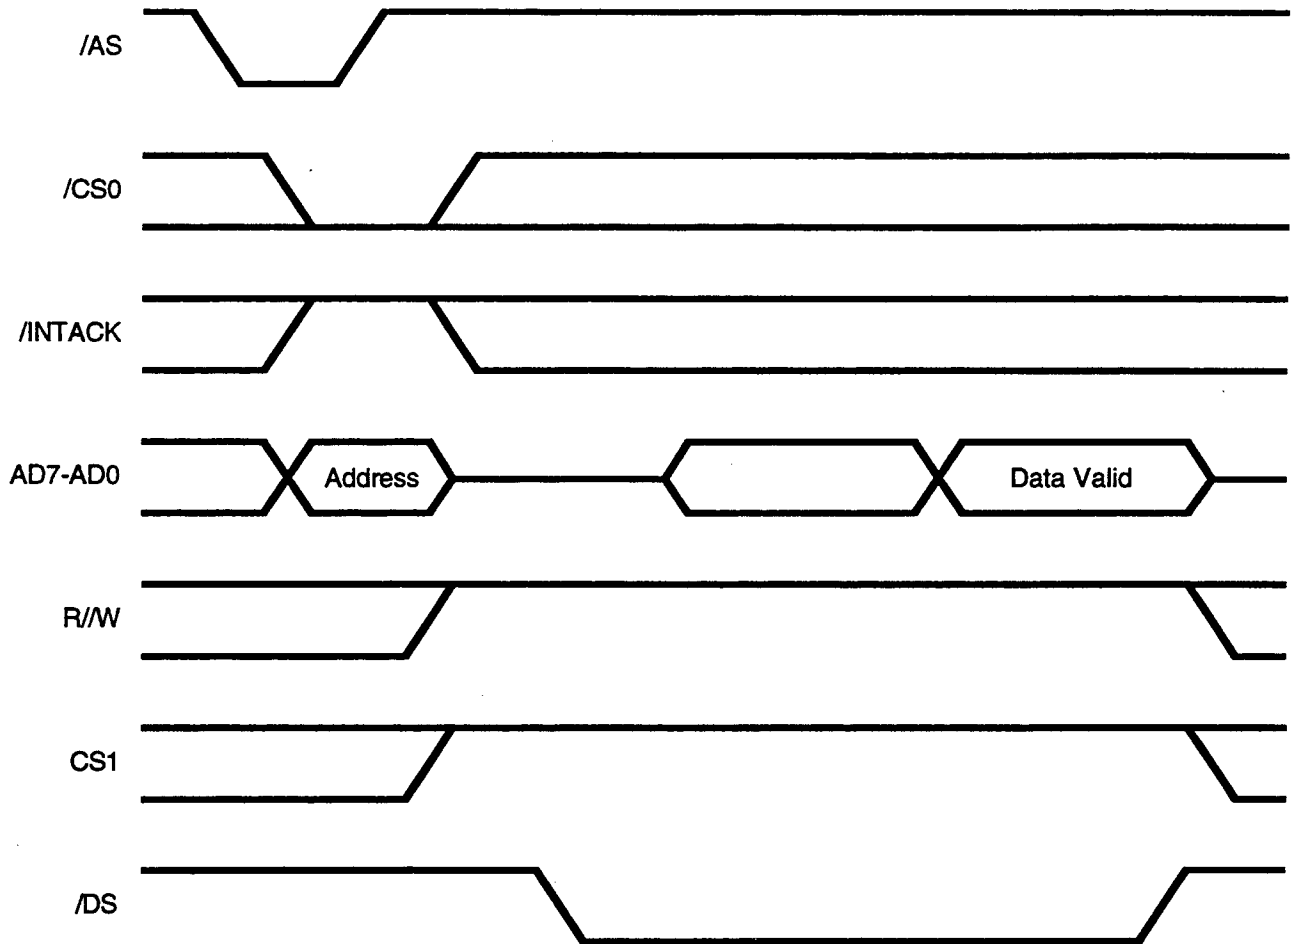 /AS
/CS0
/INTACK
AD7-AD0
Address
Data Valid
R//W
CS1
/DS